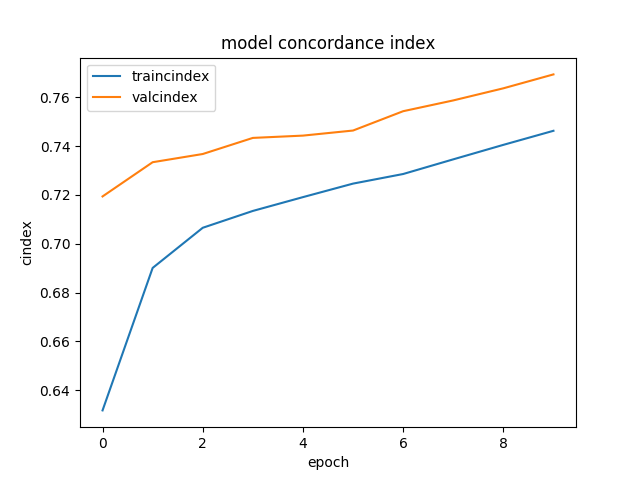 model concordance index
traincindex
valcindex
0.76
0.74
0.72
0.70
0.68
0.66
0.64
cindex
0 2 4 6 8
epoch